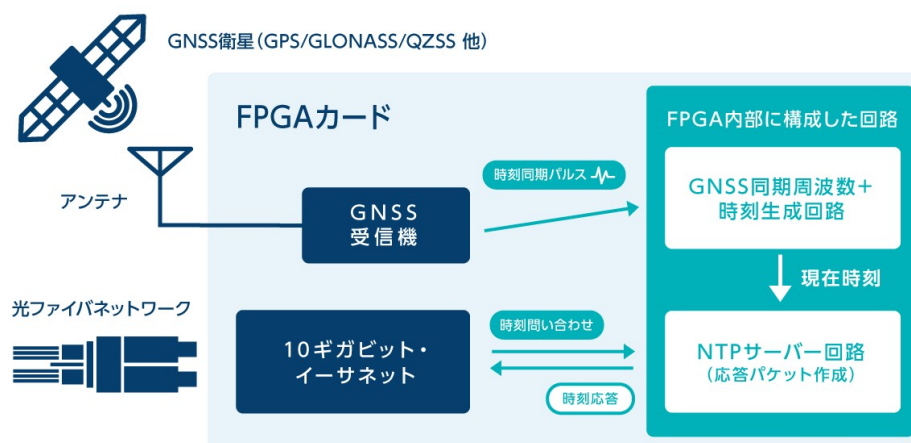 GNSS衛星(GPS/GLONASS/QZSS 他)
FPGAカード
FPGA内部に構成した回路
アンテナ
GNSS
受信機
時刻同期パルス
GNSS同期周波数+
時刻生成回路
現在時刻
光ファイバネットワーク
10ギガビット・
イーサネット
時刻問い合わせ
時刻応答
NTPサーバー回路
(応答パケット作成)